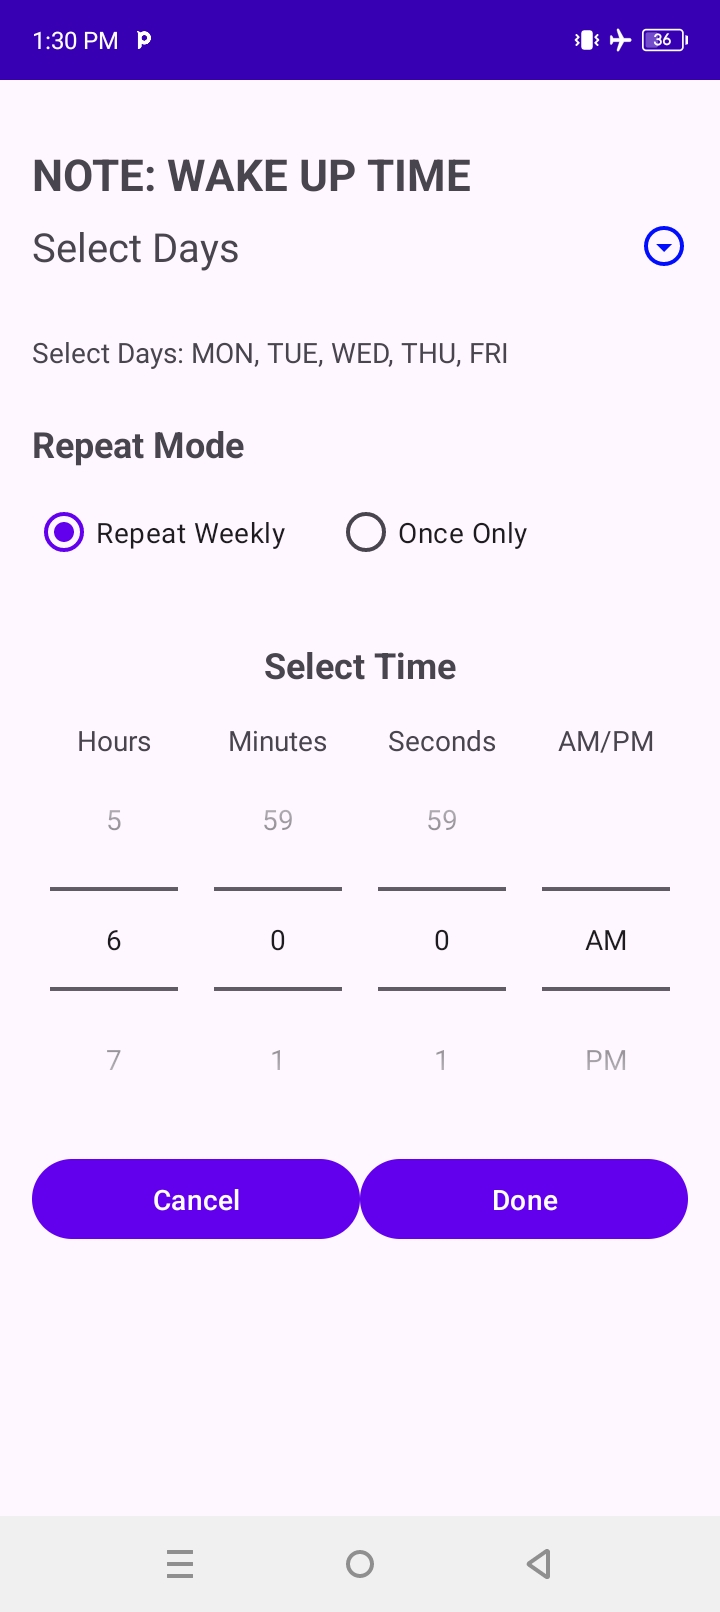 1:30 PM
36
NOTE: WAKE UP TIME
Select Days
Select Days: MON, TUE, WED, THU, FRI
Repeat Mode
Repeat Weekly Once Only
Select Time
Hours Minutes Seconds AM/PM
5 59 59
6 0 0 AM
7 1 1 PM
Cancel Done